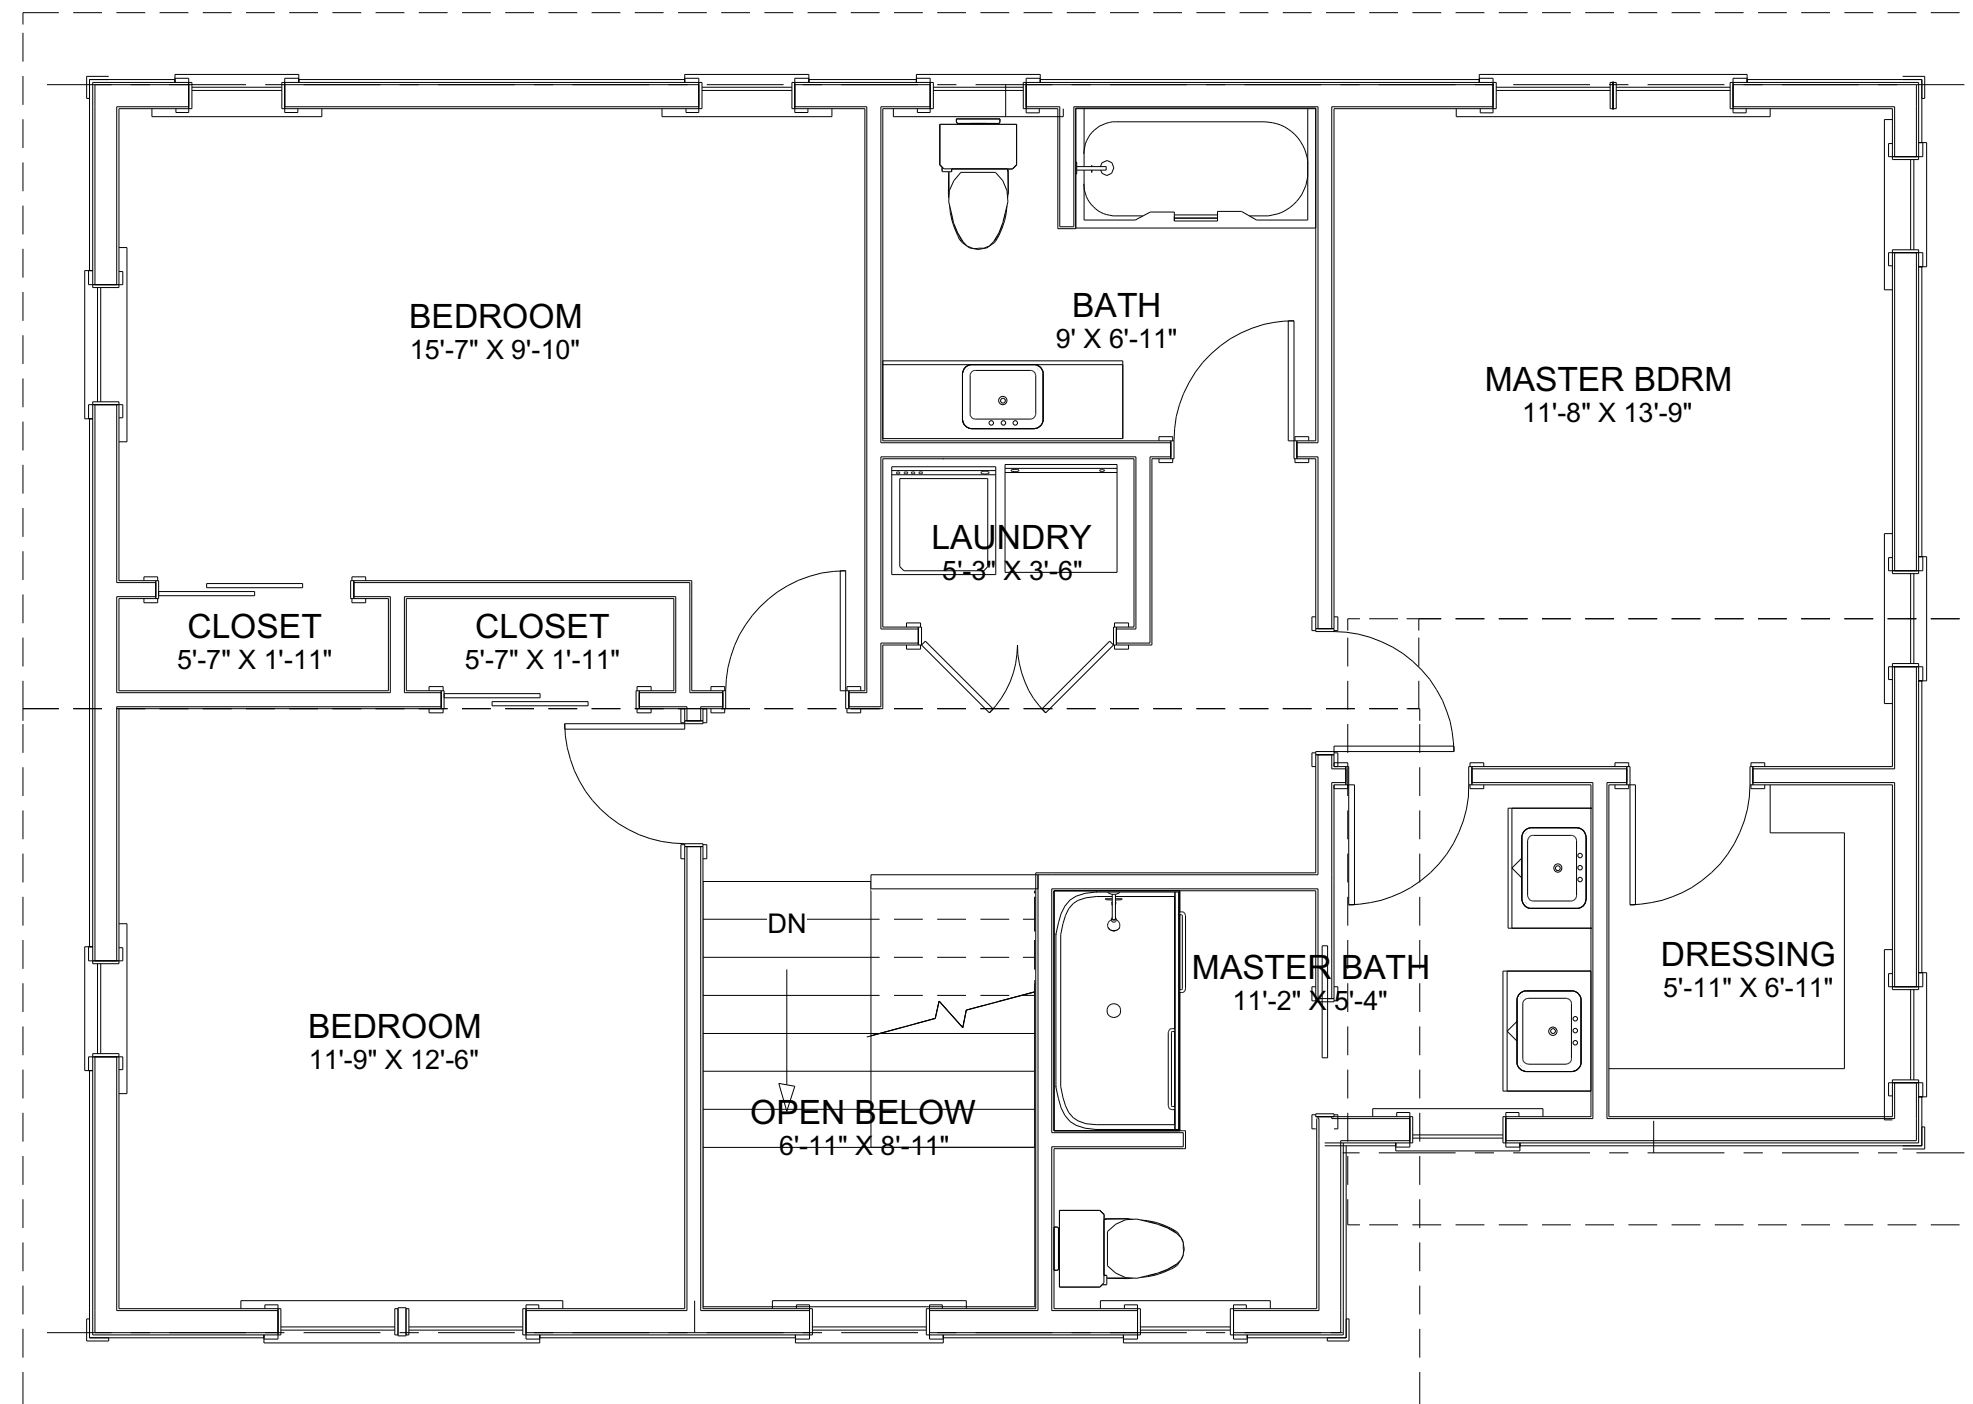 BEDROOM
15'-7" X 9'-10"
BATH
9' X 6'-11"
MASTER BDRM
11'-8" X 13'-9"
LAUNDRY
5'-3" X 3'-6"
CLOSET
5'-7" X 1'-11"
CLOSET
5'-7" X 1'-11"
DN
MASTER BATH
11'-2" X 5'-4"
DRESSING
5'-11" X 6'-11"
BEDROOM
11'-9" X 12'-6"
OPEN BELOW
6'-11" X 8'-11"